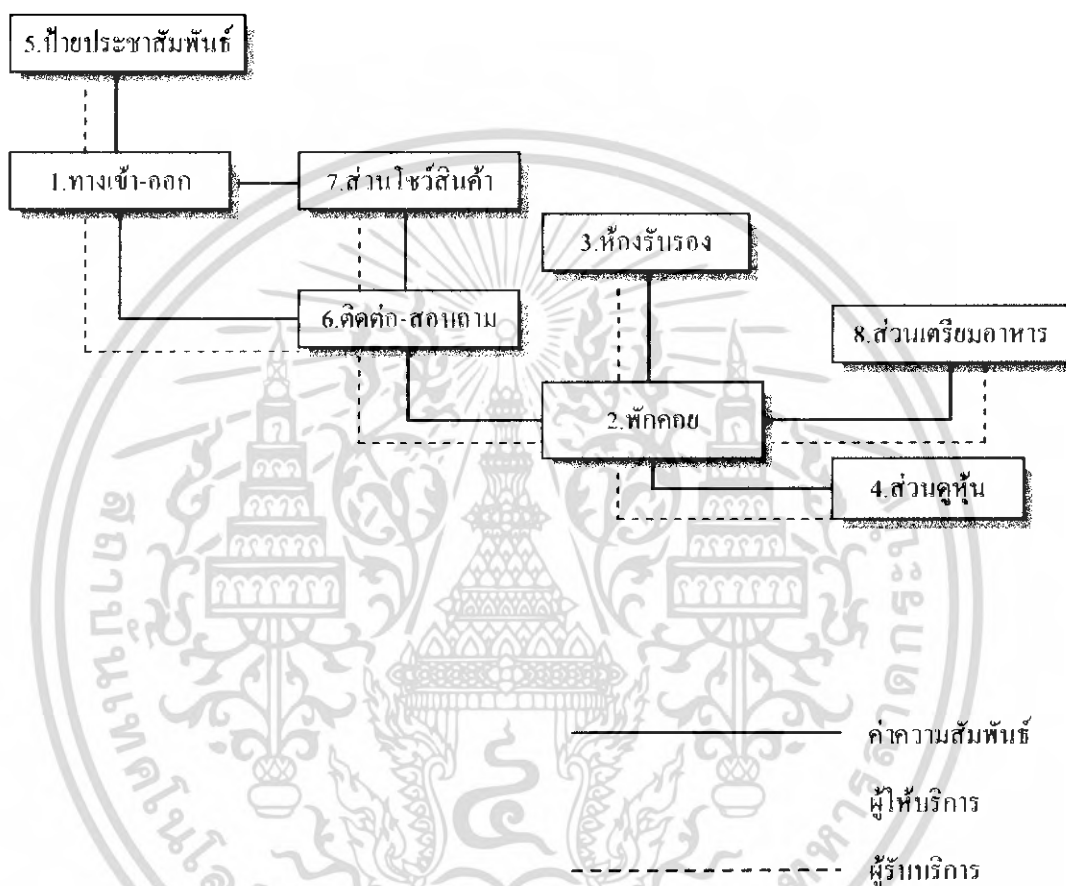 5.ป้ายประชาสัมพันธ์
1.ทางเข้า-ออก
7.ส่วนโชว์สินค้า
3.ห้องรับรอง
6.ติดต่อ-สอบถาม
8.ส่วนเตรียมอาหาร
2.พักคอย
4.ส่วนดูหุ้น
ค่าความสัมพันธ์
ผู้ให้บริการ
ผู้รับบริการ